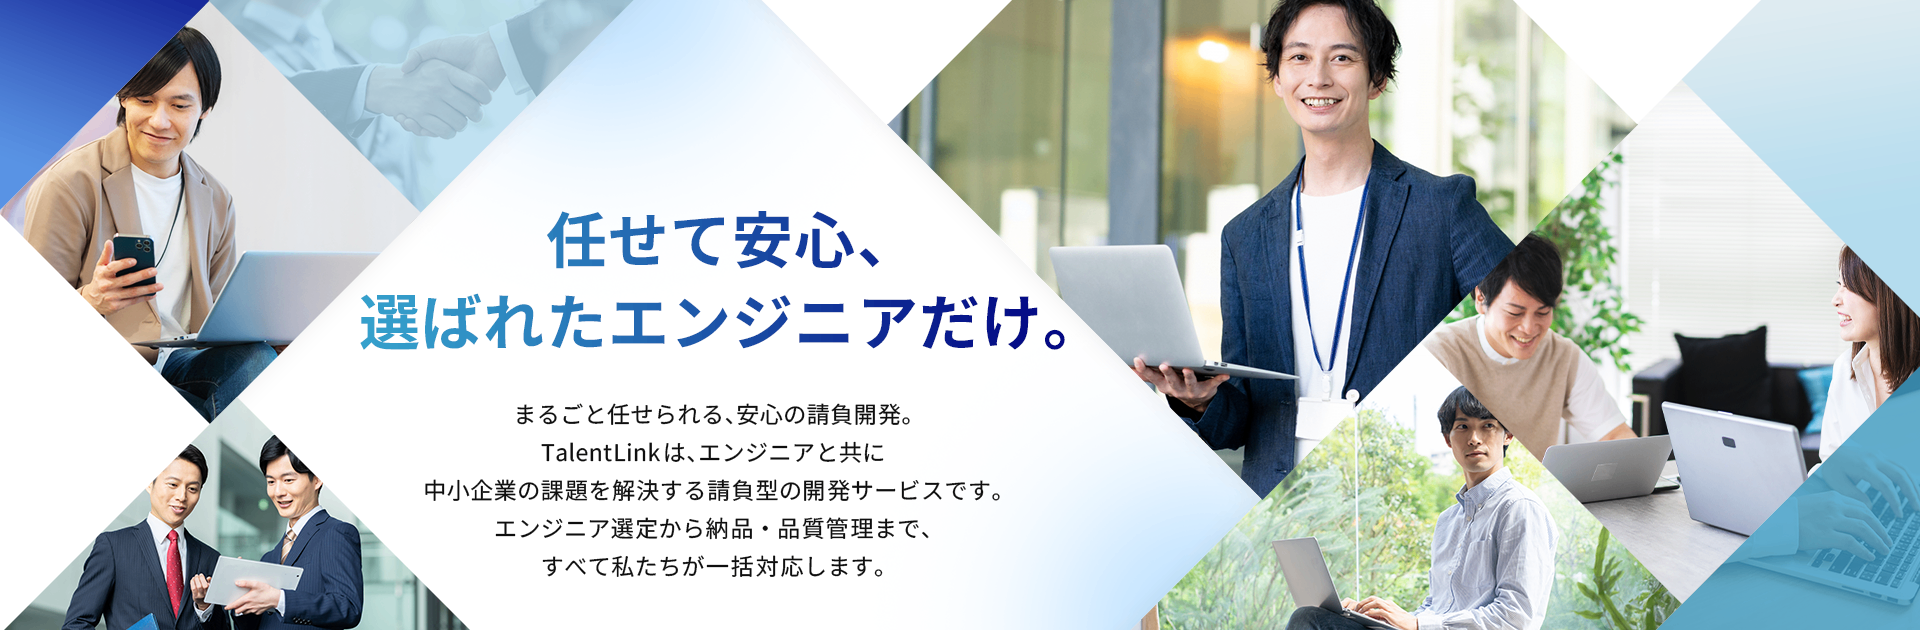 任せて安心、
選ばれたエンジニアだけ。
まるごと任せられる、安心の請負開発。
TalentLinkは、エンジニアと共に
中小企業の課題を解決する請負型の開発サービスです。
エンジニア選定から納品・品質管理まで、
すべて私たちが一括対応します。